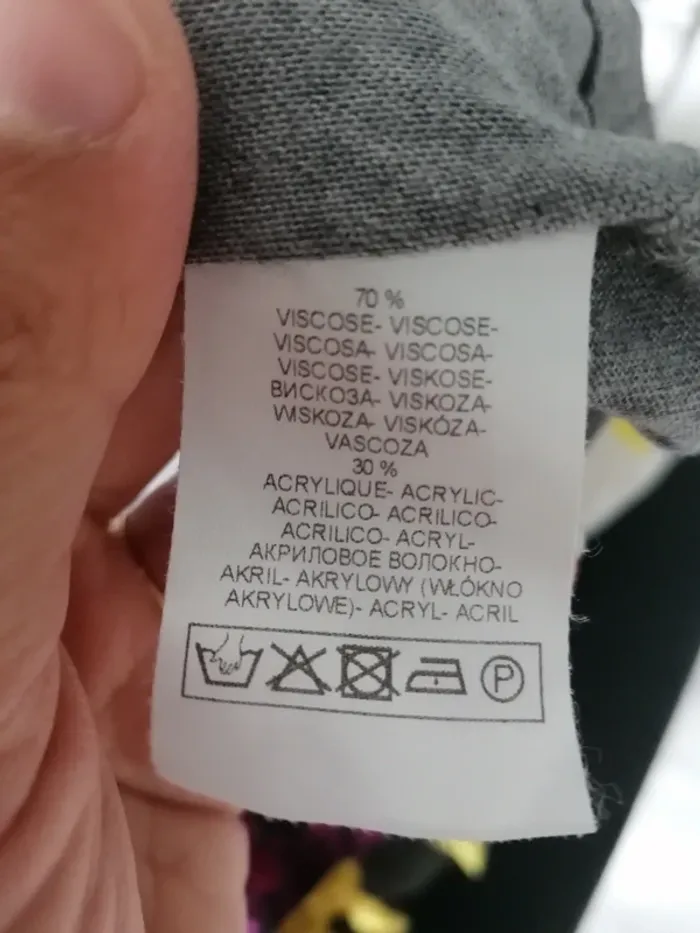 70 %
VISCOSE- VISCOSE-
VISCOSA- VISCOSA-
VISCOSE- VISKOSE-
ВИСКОЗА- VISKOZA-
WISKOZA- VISKÓZA-
VASCOZA
30 %
ACRYLIQUE- ACRYLIC-
ACRILICO- ACRILICO-
ACRILICO- ACRYL-
АКРИЛОВОЕ ВОЛОКНО-
AKRIL- AKRYLOWY (WŁÓKNO
AKRYLOWE)- ACRYL- ACRIL
P